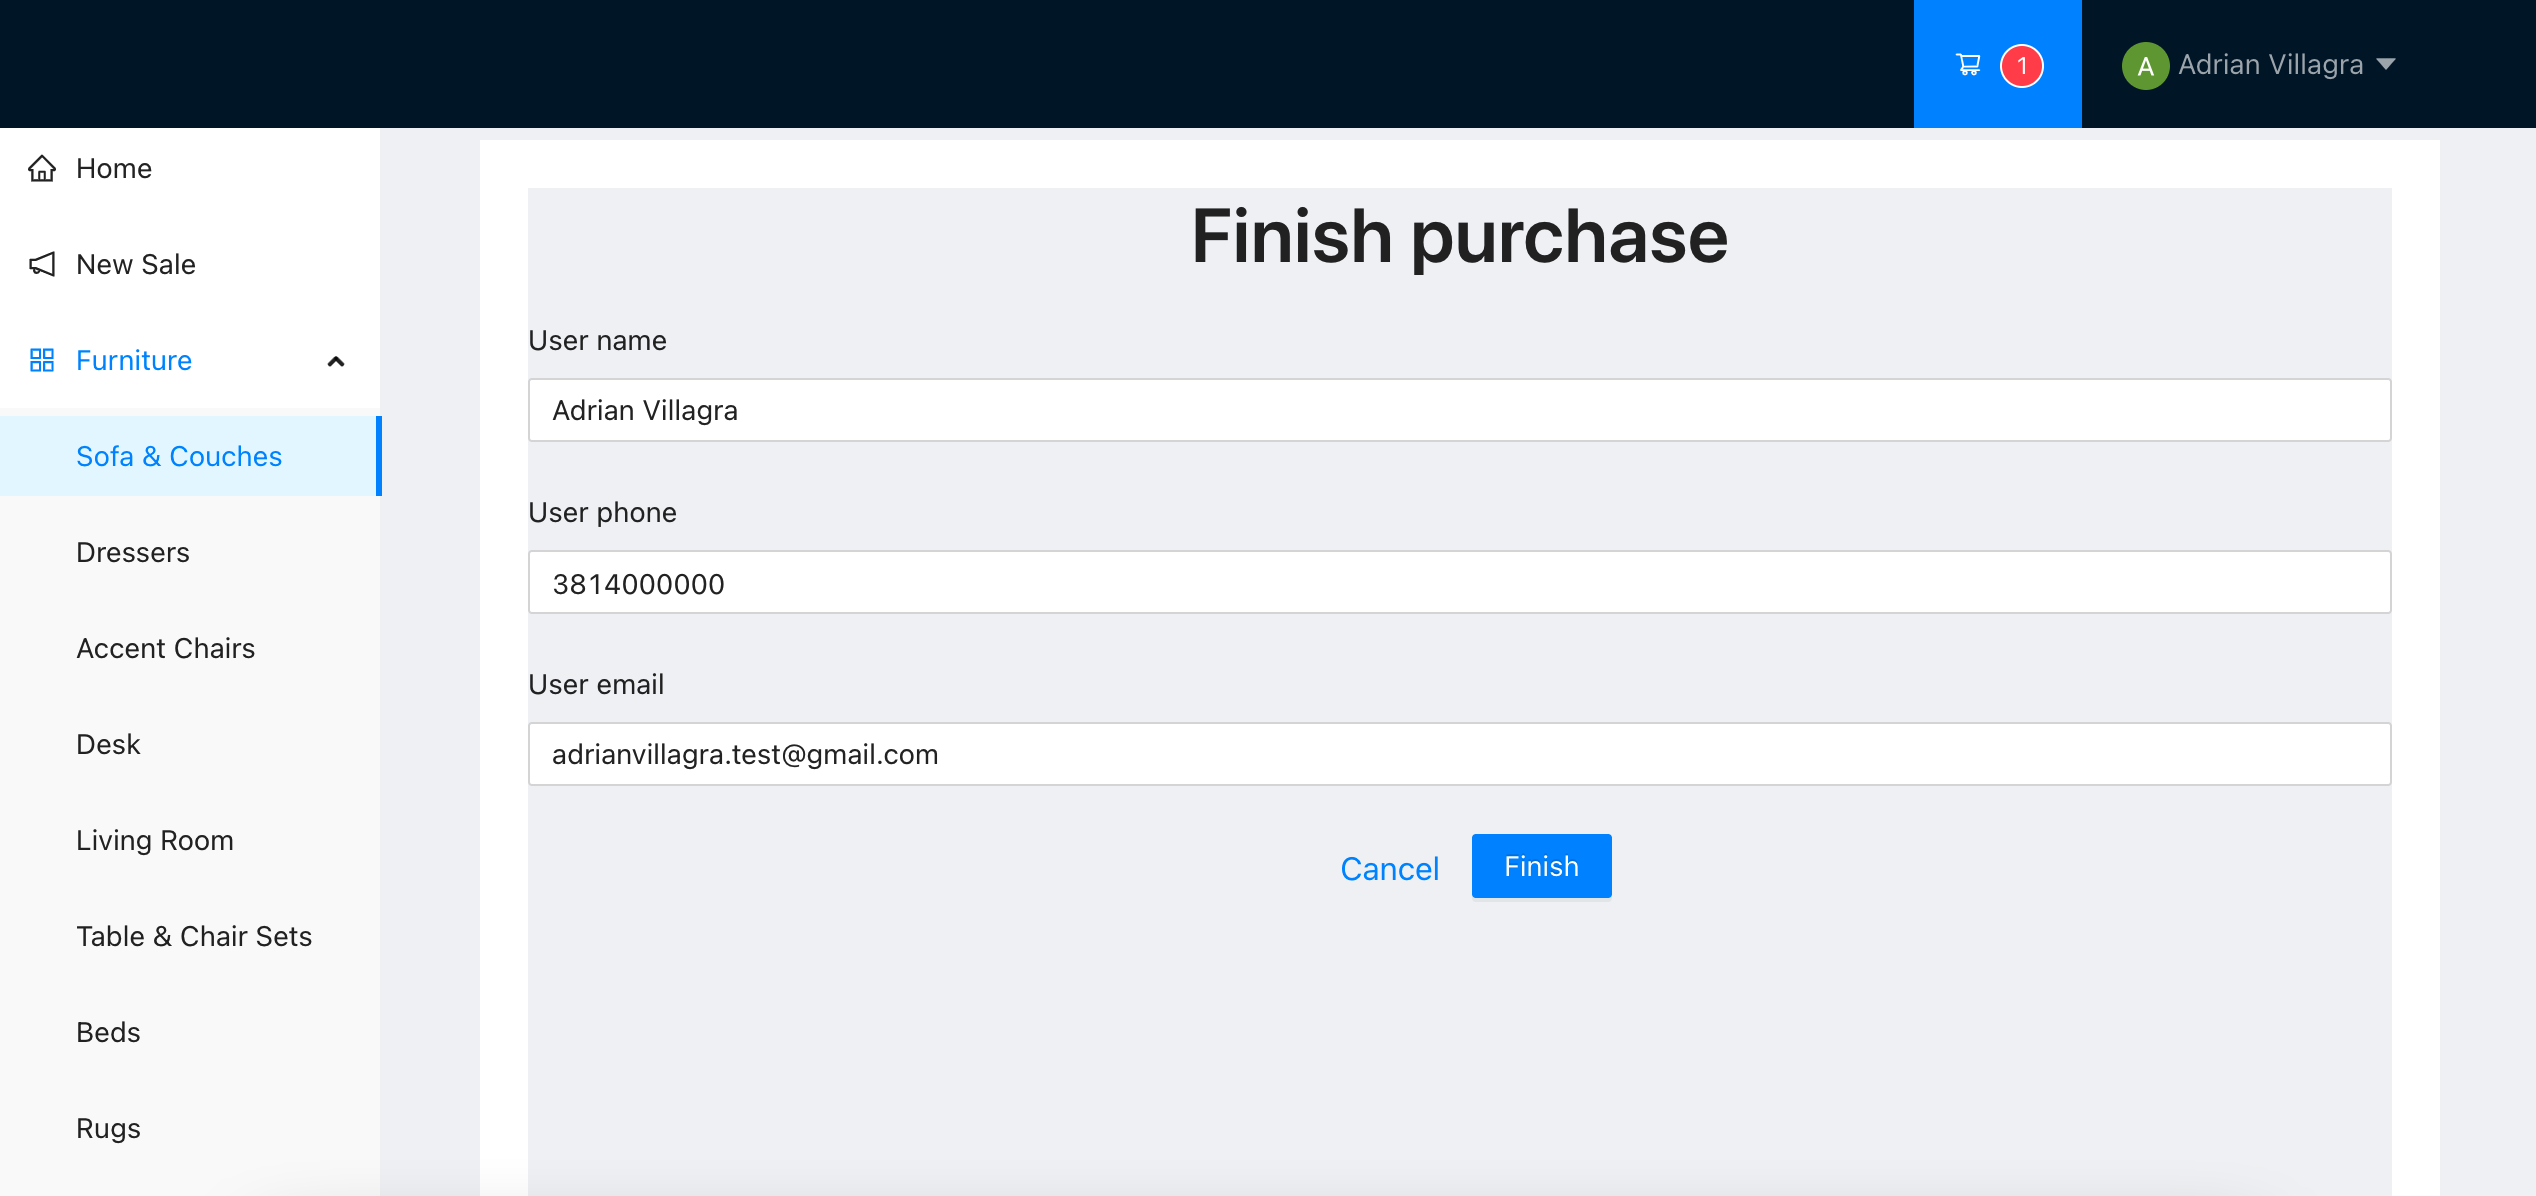 1
A Adrian Villagra
Home
New Sale
Furniture
Sofa & Couches
Dressers
Accent Chairs
Desk
Living Room
Table & Chair Sets
Beds
Rugs
Finish purchase
User name
Adrian Villagra
User phone
3814000000
User email
adrianvillagra.test@gmail.com
Cancel Finish